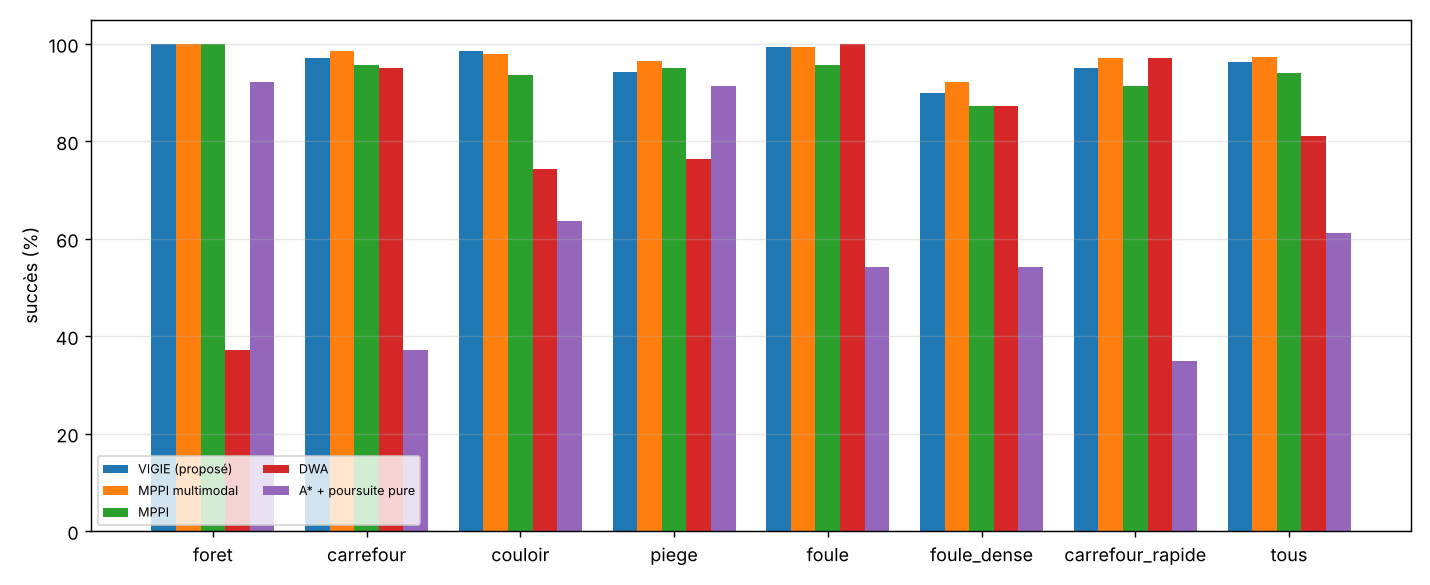 100
80
60
40
20
0
succès (%)
VIGIE (proposé)
MPPI multimodal
MPPI
DWA
A* + poursuite pure
foret
carrefour
couloir
piege
foule
foule_dense
carrefour_rapide
tous